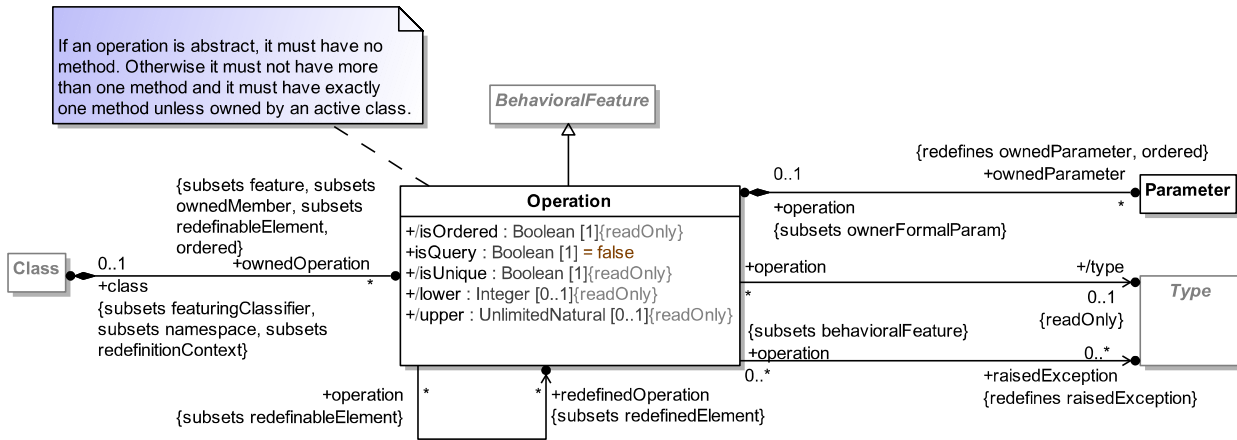 If an operation is abstract, it must have no
method. Otherwise it must not have more
than one method and it must have exactly
one method unless owned by an active class.
BehavioralFeature
{redefines ownedParameter, ordered}
0..1
+ownedParameter
*
Parameter
+operation
{subsets ownerFormalParam}
{subsets feature, subsets
ownedMember, subsets
redefinableElement,
ordered}
Class
0..1
+ownedOperation
*
+class
{subsets featuringClassifier,
subsets namespace, subsets
redefinitionContext}
Operation
+/isOrdered : Boolean [1]{readOnly}
+isQuery : Boolean [1] = false
+/isUnique : Boolean [1]{readOnly}
+/lower : Integer [0..1]{readOnly}
+/upper : UnlimitedNatural [0..1]{readOnly}
+operation
*
+/type
0..1
{readOnly}
Type
{subsets behavioralFeature}
+operation
0..*
0..*
+raisedException
{redefines raisedException}
+operation
*
{subsets redefinableElement}
*
+redefinedOperation
{subsets redefinedElement}